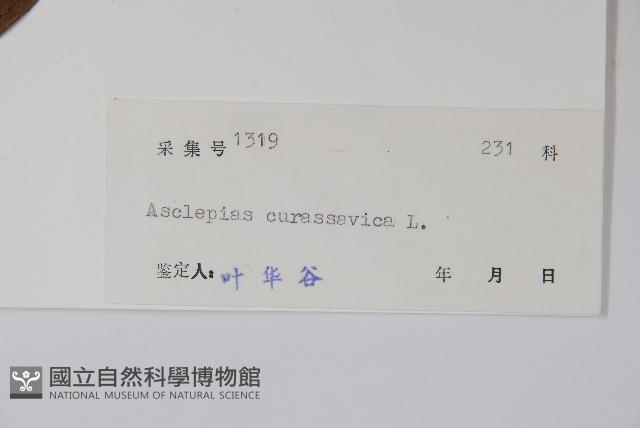 采集号 1319 231 科
Asclepias curassavica L.
鉴定人: 叶华谷 年 月 日
國立自然科學博物館
NATIONAL MUSEUM OF NATURAL SCIENCE